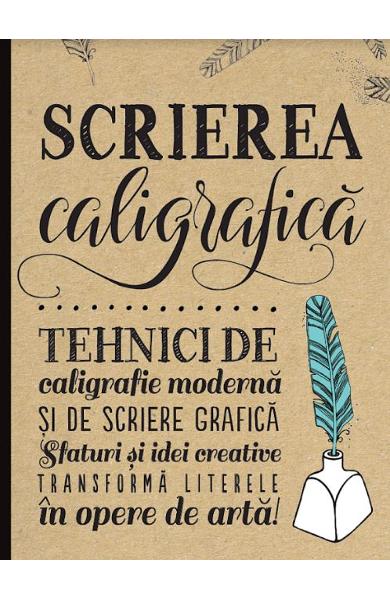 SCRIEREA
caligrafică
TEHNICI DE
caligrafie modernă
ȘI DE SCRIERE GRAFICĂ
Sfaturi și idei creative
TRANSFORMĂ LITERELE
în opere de artă!